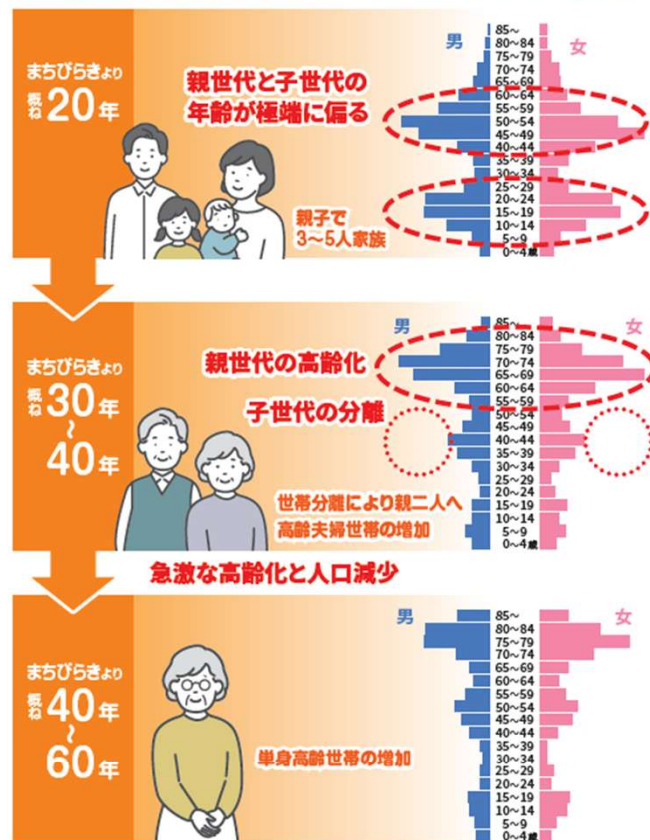 まちびらきより
概ね20年
親世代と子世代の
年齢が極端に偏る
親子で
3〜5人家族
男
女
85〜
80〜84
75〜79
70〜74
65〜69
60〜64
55〜59
50〜54
45〜49
40〜44
35〜39
30〜34
25〜29
20〜24
15〜19
10〜14
5〜9
0〜4歳
まちびらきより
概ね30年
〜
40年
親世代の高齢化
子世代の分離
世帯分離により親二人へ
高齢夫婦世帯の増加
男
女
85〜
80〜84
75〜79
70〜74
65〜69
60〜64
55〜59
50〜54
45〜49
40〜44
35〜39
30〜34
25〜29
20〜24
15〜19
10〜14
5〜9
0〜4歳
急激な高齢化と人口減少
まちびらきより
概ね40年
〜
60年
単身高齢世帯の増加
男
女
85〜
80〜84
75〜79
70〜74
65〜69
60〜64
55〜59
50〜54
45〜49
40〜44
35〜39
30〜34
25〜29
20〜24
15〜19
10〜14
5〜9
0〜4歳